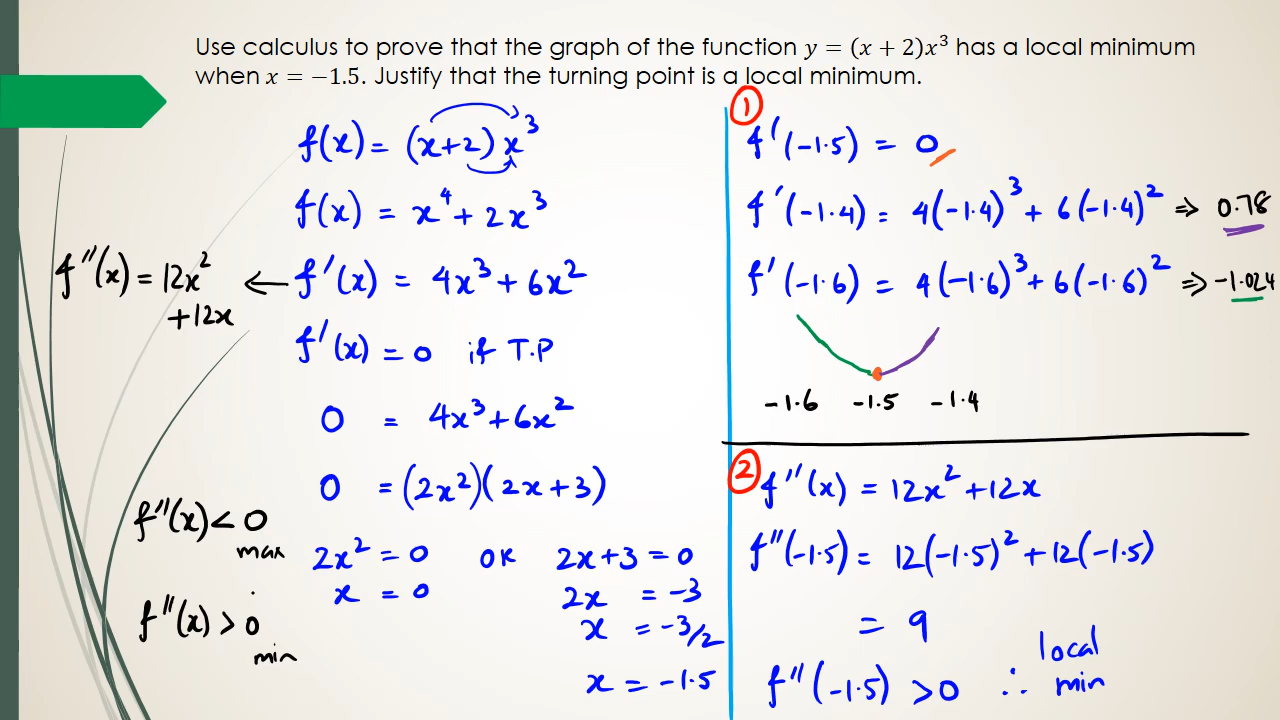 Use calculus to prove that the graph of the function y = (x + 2)x³ has a local minimum
when x = −1.5. Justify that the turning point is a local minimum.
f(x) = (x+2) x³
f(x) = x⁴ + 2x³
f'(x) = 4x³ + 6x²
f''(x) = 12x²
+12x
f'(x) = 0 if T.P
0 = 4x³+6x²
0 = (2x²)(2x+3)
2x² = 0 OR 2x+3 = 0
x = 0
2x = -3
x = -3/2
x = -1.5
f''(x) < 0
max
f''(x) > 0
min
1
f'(-1.5) = 0
f'(-1.4) = 4(-1.4)³ + 6(-1.4)² ⇒ 0.78
f'(-1.6) = 4(-1.6)³ + 6(-1.6)² ⇒ -1.024
-1.6 -1.5 -1.4
2
f''(x) = 12x² + 12x
f''(-1.5) = 12(-1.5)² + 12(-1.5)
= 9
f''(-1.5) > 0 ∴ local
min